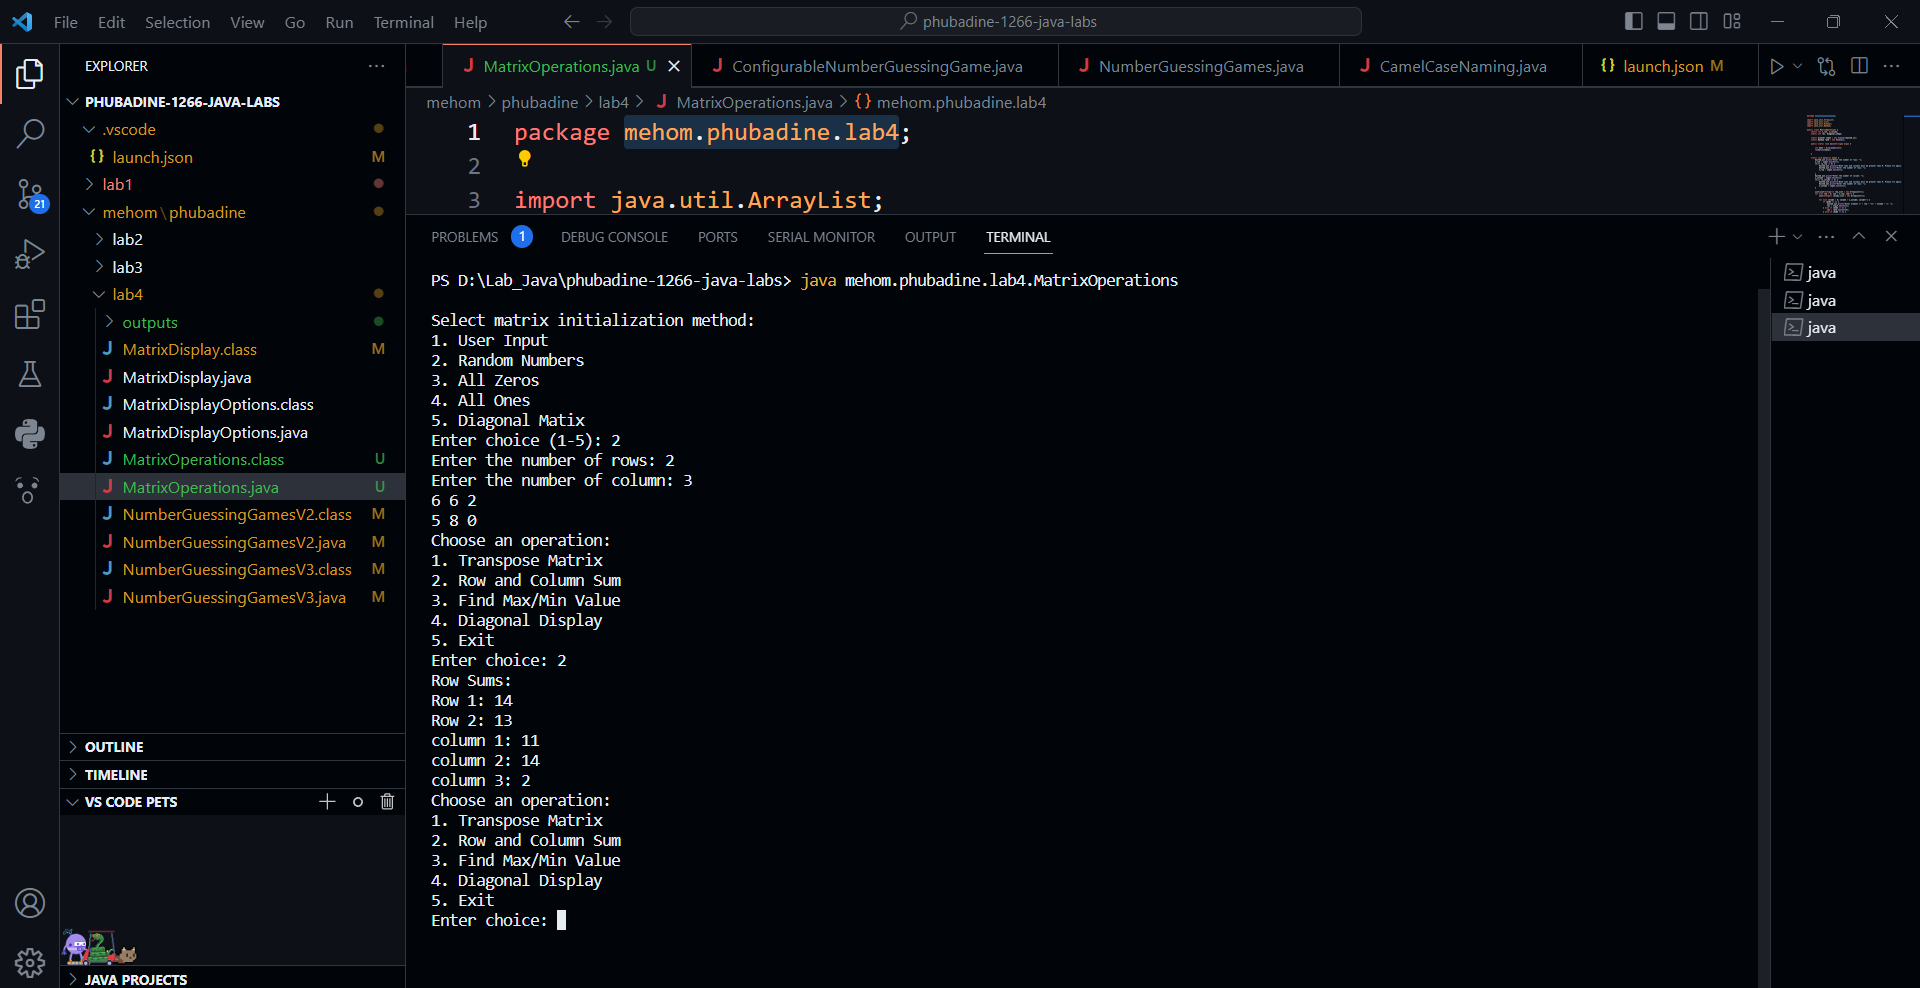 File Edit Selection View Go Run Terminal Help
phubadine-1266-java-labs
EXPLORER
PHUBADINE-1266-JAVA-LABS
.vscode
{} launch.json M
lab1
mehom\phubadine
lab2
lab3
lab4
outputs
J MatrixDisplay.class M
J MatrixDisplay.java
J MatrixDisplayOptions.class
J MatrixDisplayOptions.java
J MatrixOperations.class U
J MatrixOperations.java U
J NumberGuessingGamesV2.class M
J NumberGuessingGamesV2.java M
J NumberGuessingGamesV3.class M
J NumberGuessingGamesV3.java M
21
OUTLINE
TIMELINE
VS CODE PETS
JAVA PROJECTS
J MatrixOperations.java U
J ConfigurableNumberGuessingGame.java
J NumberGuessingGames.java
J CamelCaseNaming.java
{} launch.json M
mehom > phubadine > lab4 > J MatrixOperations.java > {} mehom.phubadine.lab4
1 package mehom.phubadine.lab4;
2
3 import java.util.ArrayList;
PROBLEMS 1 DEBUG CONSOLE PORTS SERIAL MONITOR OUTPUT TERMINAL
PS D:\Lab_Java\phubadine-1266-java-labs> java mehom.phubadine.lab4.MatrixOperations
Select matrix initialization method:
1. User Input
2. Random Numbers
3. All Zeros
4. All Ones
5. Diagonal Matix
Enter choice (1-5): 2
Enter the number of rows: 2
Enter the number of column: 3
6 6 2
5 8 0
Choose an operation:
1. Transpose Matrix
2. Row and Column Sum
3. Find Max/Min Value
4. Diagonal Display
5. Exit
Enter choice: 2
Row Sums:
Row 1: 14
Row 2: 13
column 1: 11
column 2: 14
column 3: 2
Choose an operation:
1. Transpose Matrix
2. Row and Column Sum
3. Find Max/Min Value
4. Diagonal Display
5. Exit
Enter choice:
java
java
java